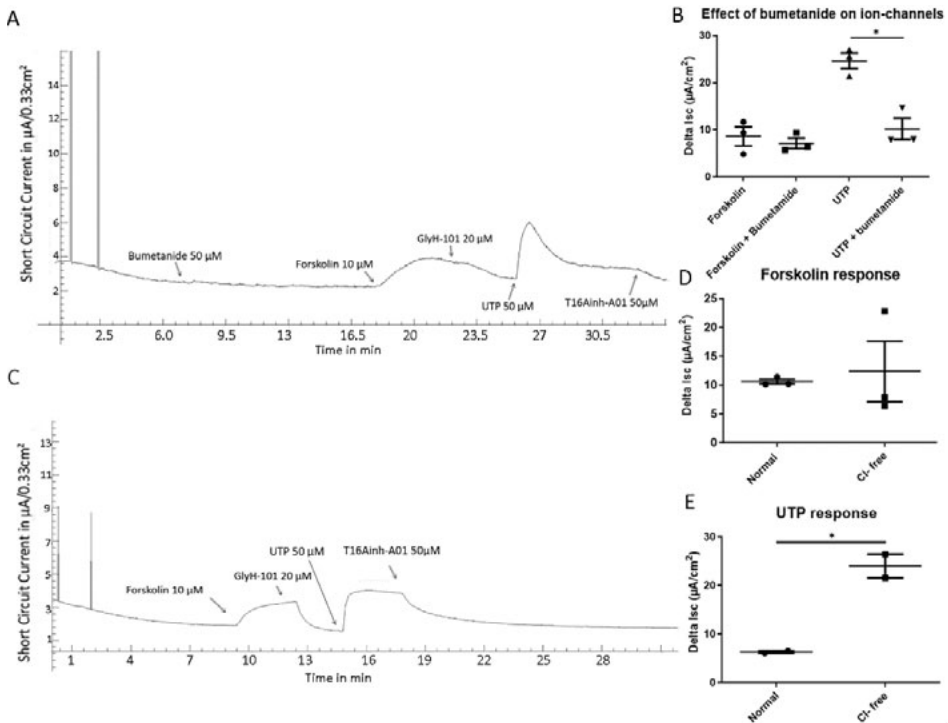 A
Short Circuit Current in µA/0.33cm²
14
12
10
8
6
4
2
Bumetanide 50 µM
Forskolin 10 µM
GlyH-101 20 µM
UTP 50 µM
T16Ainh-A01 50µM
2.5
6
9.5
13
16.5
20
23.5
27
30.5
Time in min
B
Effect of bumetanide on ion-channels
Delta Isc (µA/cm²)
30
20
10
0
*
Forskolin
Forskolin + Bumetamide
UTP
UTP + bumetamide
C
Short Circuit Current in µA/0.33cm²
13
11
9
7
5
3
1
Forskolin 10 µM
GlyH-101 20 µM
UTP 50 µM
T16Ainh-A01 50µM
1
4
7
10
13
16
19
22
25
28
Time in min
D
Forskolin response
Delta Isc (µA/cm²)
25
20
15
10
5
0
Normal
Cl- free
E
UTP response
Delta Isc (µA/cm²)
30
20
10
0
*
Normal
Cl- free